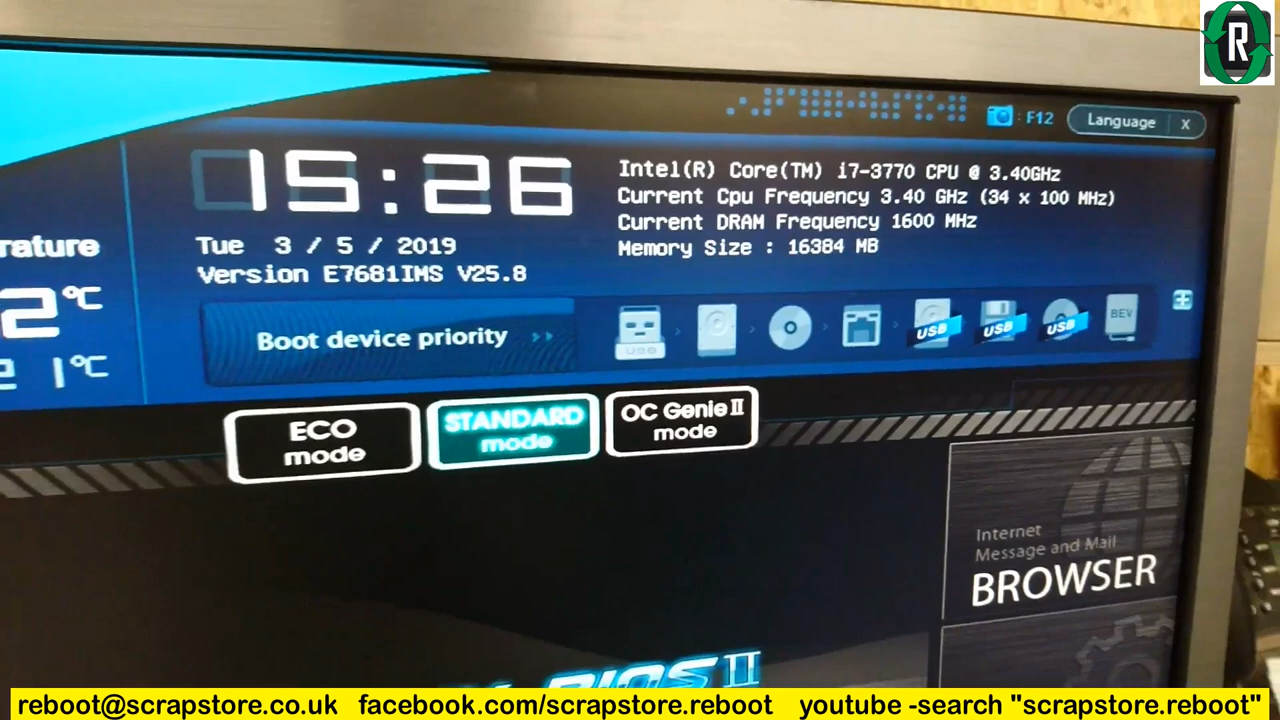 R
: F12
Language X
15:26
Intel(R) Core(TM) i7-3770 CPU @ 3.40GHz
Current Cpu Frequency 3.40 GHz (34 x 100 MHz)
Current DRAM Frequency 1600 MHz
Memory Size : 16384 MB
rature
Tue 3 / 5 / 2019
Version E7681IMS V25.8
2°C
1°C
Boot device priority
USB
USB
USB
USB
BEV
ECO
mode
STANDARD
mode
OC Genie II
mode
Internet
Message and Mail
BROWSER
BIOS II
reboot@scrapstore.co.uk facebook.com/scrapstore.reboot youtube -search "scrapstore.reboot"